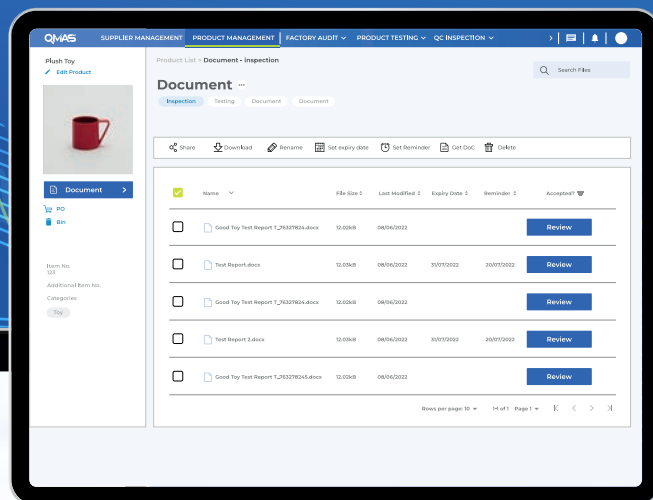 QMAS SUPPLIER MANAGEMENT PRODUCT MANAGEMENT FACTORY AUDIT PRODUCT TESTING QC INSPECTION
Plush Toy
Edit Product
Document
PO
Bin
Item No.
123
Additional Item No.
Categories
Toy
Product List > Document - Inspection
Search Files
Document ...
Inspection Testing Document Document
Share Download Rename Set expiry date Set Reminder Get DoC Delete
Name File Size Last Modified Expiry Date Reminder Accepted?
Good Toy Test Report T_76327824.docx 12.02kB 08/06/2022 Review
Test Report.docx 12.03kB 08/06/2022 31/07/2022 20/07/2022 Review
Good Toy Test Report T_76327824.docx 12.02kB 08/06/2022 Review
Test Report 2.docx 12.03kB 08/06/2022 31/07/2022 20/07/2022 Review
Good Toy Test Report T_763278245.docx 12.02kB 08/06/2022 Review
Rows per page: 10 1-1 of 1 Page 1